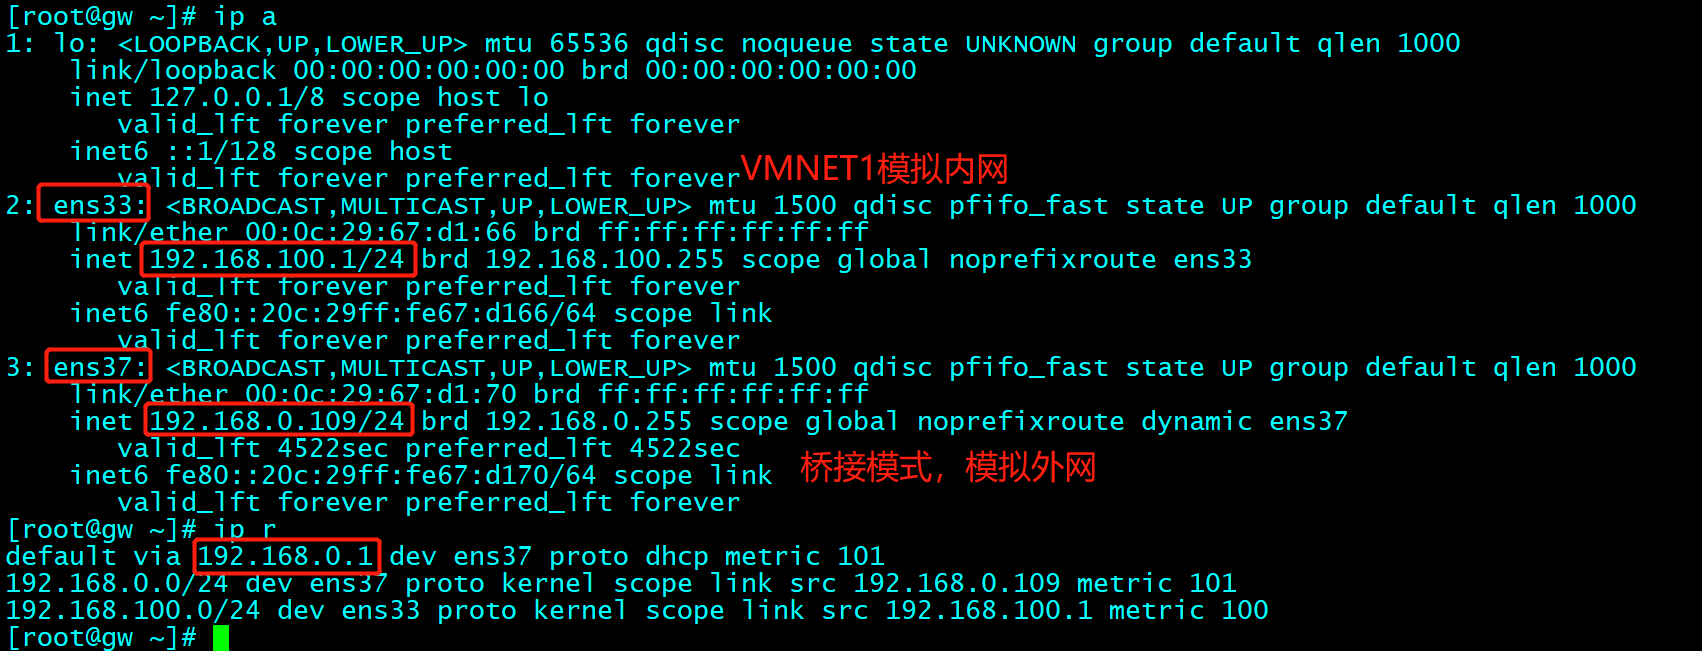 [root@gw ~]# ip a
1: lo: <LOOPBACK,UP,LOWER_UP> mtu 65536 qdisc noqueue state UNKNOWN group default qlen 1000
link/loopback 00:00:00:00:00:00 brd 00:00:00:00:00:00
inet 127.0.0.1/8 scope host lo
valid_lft forever preferred_lft forever
inet6 ::1/128 scope host
valid_lft forever preferred_lft forever VMNET1模拟内网
2: ens33: <BROADCAST,MULTICAST,UP,LOWER_UP> mtu 1500 qdisc pfifo_fast state UP group default qlen 1000
link/ether 00:0c:29:67:d1:66 brd ff:ff:ff:ff:ff:ff
inet 192.168.100.1/24 brd 192.168.100.255 scope global noprefixroute ens33
valid_lft forever preferred_lft forever
inet6 fe80::20c:29ff:fe67:d166/64 scope link
valid_lft forever preferred_lft forever
3: ens37: <BROADCAST,MULTICAST,UP,LOWER_UP> mtu 1500 qdisc pfifo_fast state UP group default qlen 1000
link/ether 00:0c:29:67:d1:70 brd ff:ff:ff:ff:ff:ff
inet 192.168.0.109/24 brd 192.168.0.255 scope global noprefixroute dynamic ens37
valid_lft 4522sec preferred_lft 4522sec
inet6 fe80::20c:29ff:fe67:d170/64 scope link 桥接模式，模拟外网
valid_lft forever preferred_lft forever
[root@gw ~]# ip r
default via 192.168.0.1 dev ens37 proto dhcp metric 101
192.168.0.0/24 dev ens37 proto kernel scope link src 192.168.0.109 metric 101
192.168.100.0/24 dev ens33 proto kernel scope link src 192.168.100.1 metric 100
[root@gw ~]#